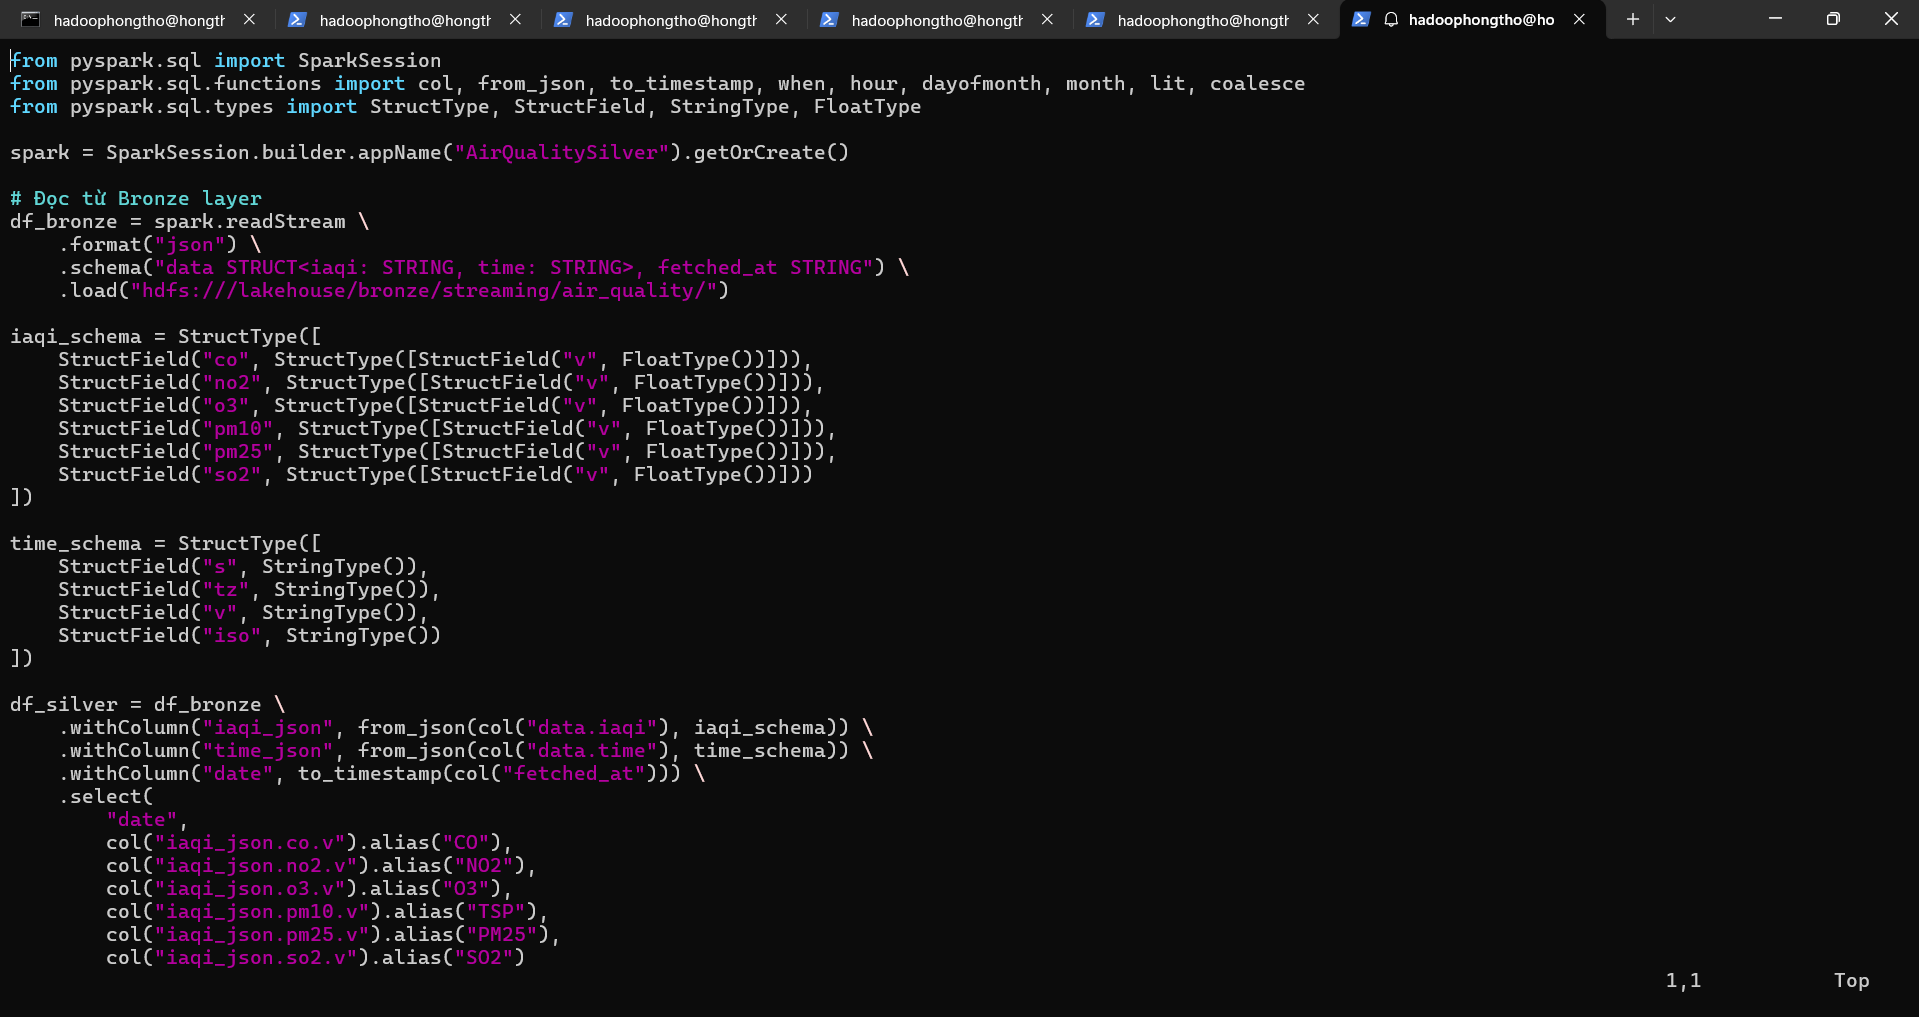 hadoophongtho@hongth
hadoophongtho@hongth
hadoophongtho@hongth
hadoophongtho@hongth
hadoophongtho@hongth
hadoophongtho@ho
from pyspark.sql import SparkSession
from pyspark.sql.functions import col, from_json, to_timestamp, when, hour, dayofmonth, month, lit, coalesce
from pyspark.sql.types import StructType, StructField, StringType, FloatType

spark = SparkSession.builder.appName("AirQualitySilver").getOrCreate()

# Đọc từ Bronze layer
df_bronze = spark.readStream \
    .format("json") \
    .schema("data STRUCT<iaqi: STRING, time: STRING>, fetched_at STRING") \
    .load("hdfs:///lakehouse/bronze/streaming/air_quality/")

iaqi_schema = StructType([
    StructField("co", StructType([StructField("v", FloatType())])),
    StructField("no2", StructType([StructField("v", FloatType())])),
    StructField("o3", StructType([StructField("v", FloatType())])),
    StructField("pm10", StructType([StructField("v", FloatType())])),
    StructField("pm25", StructType([StructField("v", FloatType())])),
    StructField("so2", StructType([StructField("v", FloatType())]))
])

time_schema = StructType([
    StructField("s", StringType()),
    StructField("tz", StringType()),
    StructField("v", StringType()),
    StructField("iso", StringType())
])

df_silver = df_bronze \
    .withColumn("iaqi_json", from_json(col("data.iaqi"), iaqi_schema)) \
    .withColumn("time_json", from_json(col("data.time"), time_schema)) \
    .withColumn("date", to_timestamp(col("fetched_at"))) \
    .select(
        "date",
        col("iaqi_json.co.v").alias("CO"),
        col("iaqi_json.no2.v").alias("NO2"),
        col("iaqi_json.o3.v").alias("O3"),
        col("iaqi_json.pm10.v").alias("TSP"),
        col("iaqi_json.pm25.v").alias("PM25"),
        col("iaqi_json.so2.v").alias("SO2")
1,1 Top